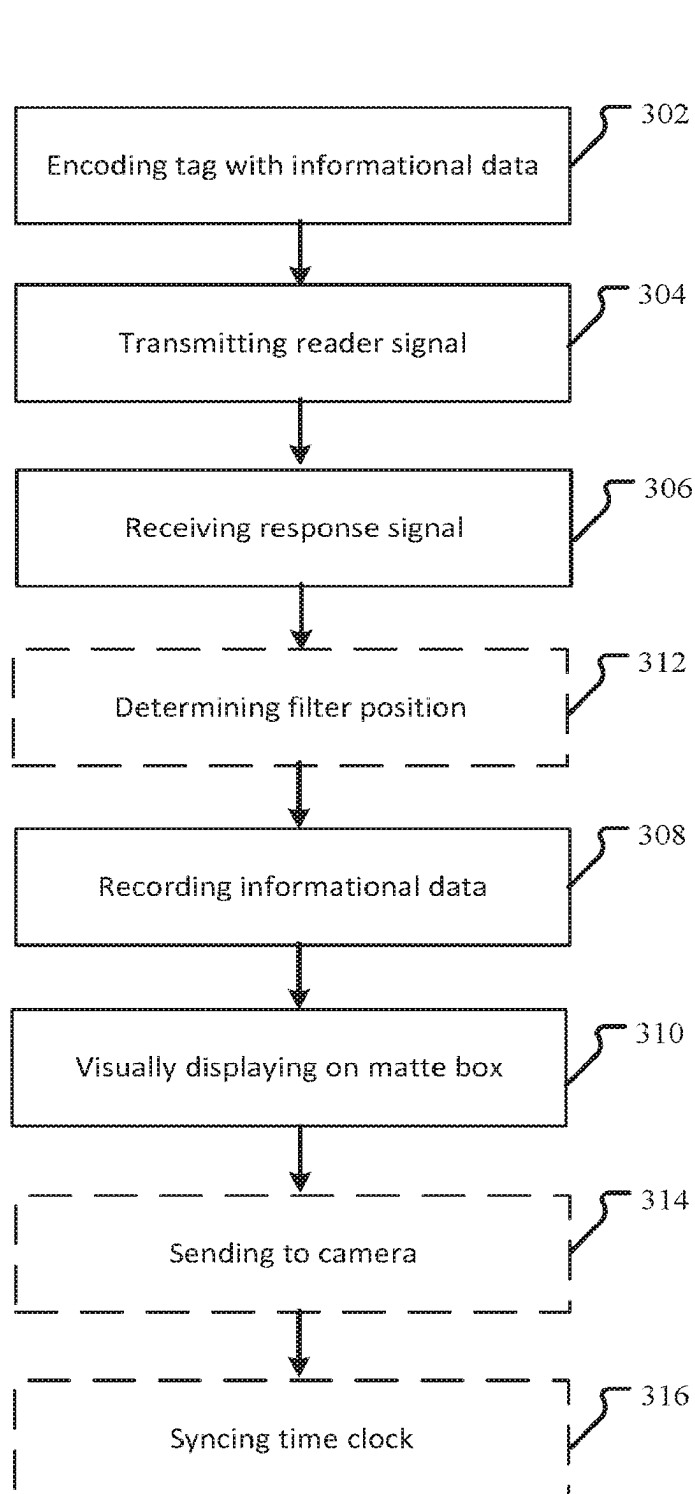 302
Encoding tag with informational data
304
Transmitting reader signal
306
Receiving response signal
312
Determining filter position
308
Recording informational data
310
Visually displaying on matte box
314
Sending to camera
316
Syncing time clock